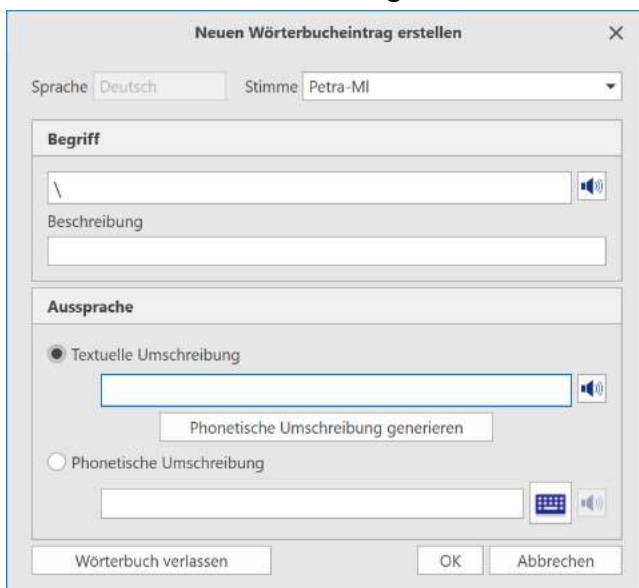 Neuen Wörterbucheintrag erstellen
Sprache Deutsch Stimme Petra-Ml
Begriff
\
Beschreibung
Aussprache
Textuelle Umschreibung
Phonetische Umschreibung generieren
Phonetische Umschreibung
Wörterbuch verlassen OK Abbrechen